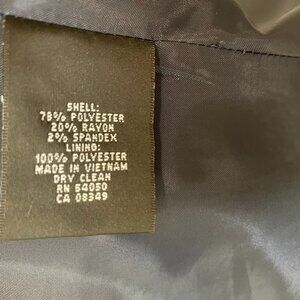 SHELL:
78% POLYESTER
20% RAYON
2% SPANDEX
LINING:
100% POLYESTER
MADE IN VIETNAM
DRY CLEAN
RN 54050
CA 08349